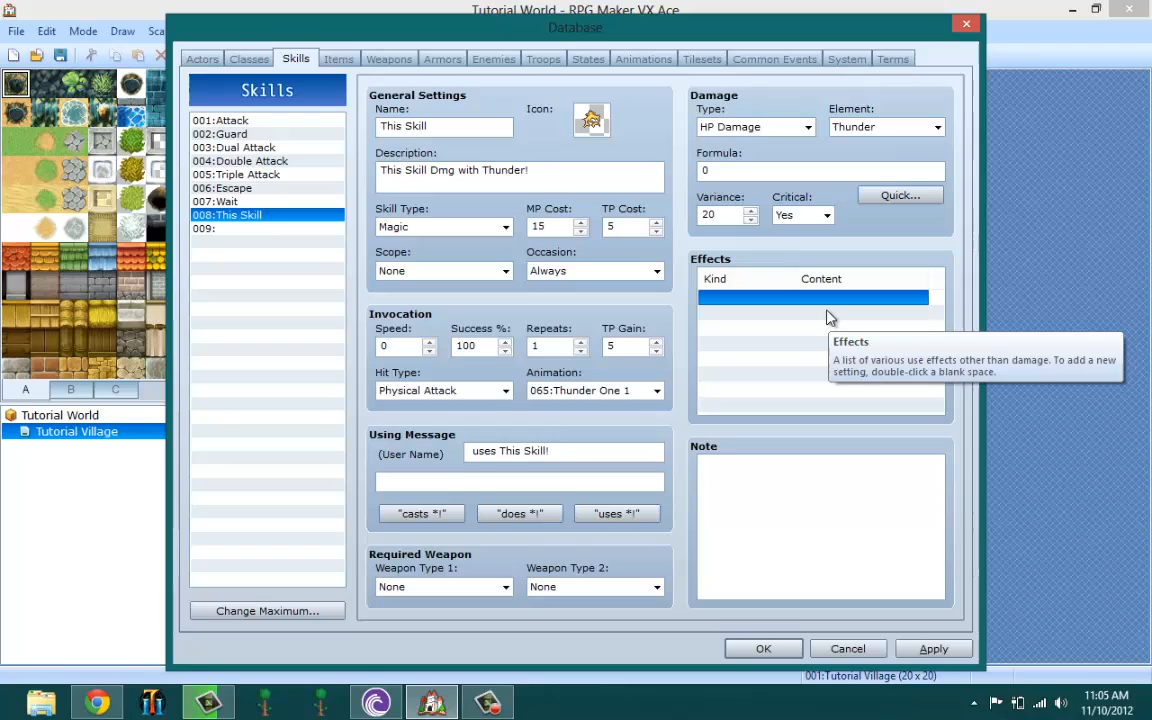 Tutorial World - RPG Maker VX Ace
Database
File Edit Mode Draw Sca
Actors Classes Skills Items Weapons Armors Enemies Troops States Animations Tilesets Common Events System Terms
Skills
001:Attack
002:Guard
003:Dual Attack
004:Double Attack
005:Triple Attack
006:Escape
007:Wait
008:This Skill
009:
Change Maximum...
General Settings
Name: Icon:
This Skill
Description:
This Skill Dmg with Thunder!
Skill Type: MP Cost: TP Cost:
Magic 15 5
Scope: Occasion:
None Always
Invocation
Speed: Success %: Repeats: TP Gain:
0 100 1 5
Hit Type: Animation:
Physical Attack 065:Thunder One 1
Using Message
(User Name) uses This Skill!
"casts *!" "does *!" "uses *!"
Required Weapon
Weapon Type 1: Weapon Type 2:
None None
Damage
Type: Element:
HP Damage Thunder
Formula:
0
Variance: Critical: Quick...
20 Yes
Effects
Kind Content
Effects
A list of various use effects other than damage. To add a new
setting, double-click a blank space.
Note
OK Cancel Apply
A B C
Tutorial World
Tutorial Village
001:Tutorial Village (20 x 20)
11:05 AM
11/10/2012